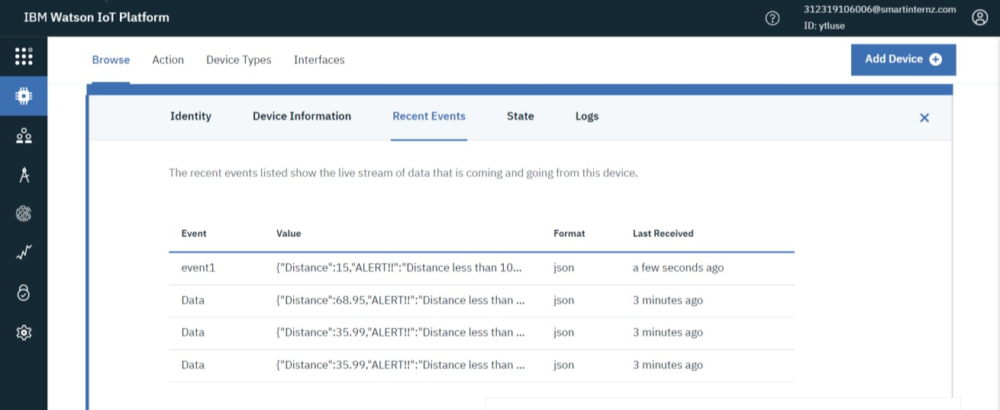 IBM Watson IoT Platform
312319106006@smartinternz.com
ID: ytluse
Browse Action Device Types Interfaces
Add Device
Identity Device Information Recent Events State Logs
The recent events listed show the live stream of data that is coming and going from this device.
Event Value Format Last Received
event1 {"Distance":15,"ALERT!!":"Distance less than 10... json a few seconds ago
Data {"Distance":68.95,"ALERT!!":"Distance less than ... json 3 minutes ago
Data {"Distance":35.99,"ALERT!!":"Distance less than ... json 3 minutes ago
Data {"Distance":35.99,"ALERT!!":"Distance less than ... json 3 minutes ago